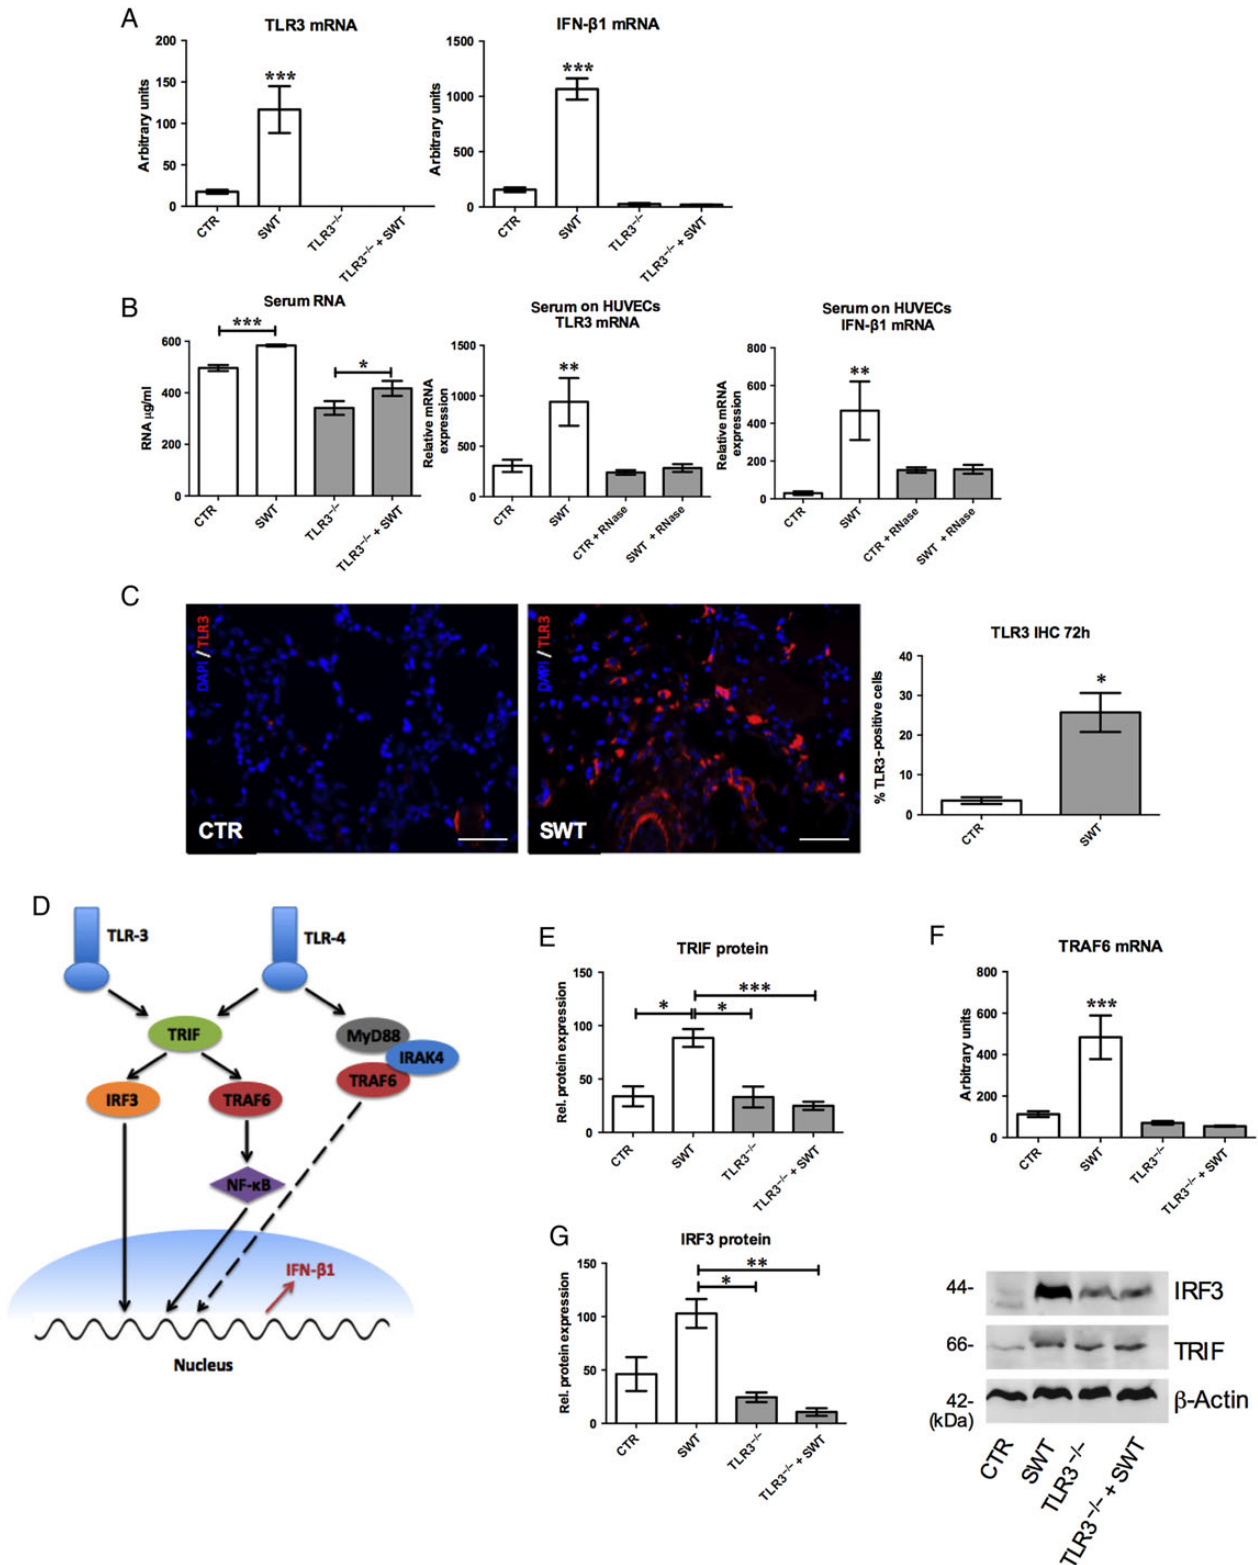 A
TLR3 mRNA
Arbitrary units
200
150
100
50
0
***
CTR
SWT
TLR3⁻/⁻
TLR3⁻/⁻ + SWT
IFN-β1 mRNA
Arbitrary units
1500
1000
500
0
***
CTR
SWT
TLR3⁻/⁻
TLR3⁻/⁻ + SWT
B
Serum RNA
RNA µg/ml
600
400
200
0
***
*
CTR
SWT
TLR3⁻/⁻
TLR3⁻/⁻ + SWT
Serum on HUVECs
TLR3 mRNA
Relative mRNA
expression
1500
1000
500
0
**
CTR
SWT
CTR + RNase
SWT + RNase
Serum on HUVECs
IFN-β1 mRNA
Relative mRNA
expression
800
600
400
200
0
**
CTR
SWT
CTR + RNase
SWT + RNase
C
DAPI/TLR3
CTR
DAPI/TLR3
SWT
TLR3 IHC 72h
% TLR3-positive cells
40
30
20
10
0
*
CTR
SWT
D
TLR-3
TLR-4
TRIF
MyD88
IRAK4
TRAF6
IRF3
TRAF6
NF-κB
IFN-β1
Nucleus
E
TRIF protein
Rel. protein expression
150
100
50
0
***
*
*
CTR
SWT
TLR3⁻/⁻
TLR3⁻/⁻ + SWT
F
TRAF6 mRNA
Arbitrary units
800
600
400
200
0
***
CTR
SWT
TLR3⁻/⁻
TLR3⁻/⁻ + SWT
G
IRF3 protein
Rel. protein expression
150
100
50
0
**
*
CTR
SWT
TLR3⁻/⁻
TLR3⁻/⁻ + SWT
44-
IRF3
66-
TRIF
42-
(kDa)
β-Actin
CTR
SWT
TLR3⁻/⁻
TLR3⁻/⁻ + SWT